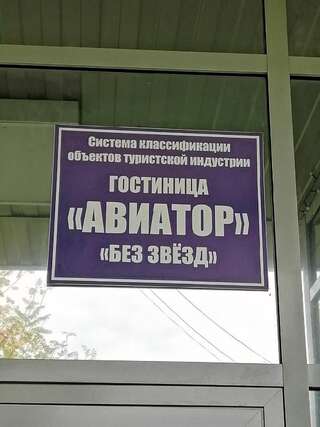 Система классификации
объектов туристской индустрии
ГОСТИНИЦА
«АВИАТОР»
«БЕЗ ЗВЁЗД»